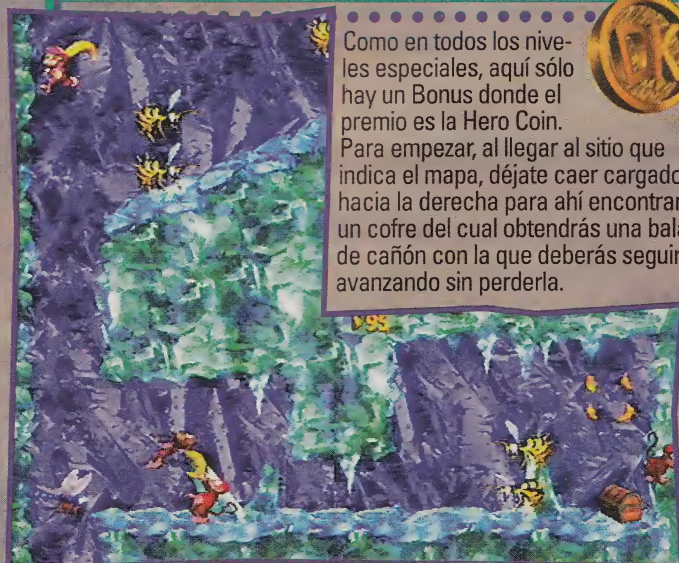 Como en todos los nive-
les especiales, aquí sólo
hay un Bonus donde el
premio es la Hero Coin.
Para empezar, al llegar al sitio que
indica el mapa, déjate caer cargado
hacia la derecha para ahí encontrar
un cofre del cual obtendrás una bala
de cañón con la que deberás seguir
avanzando sin perderla.
DK
99